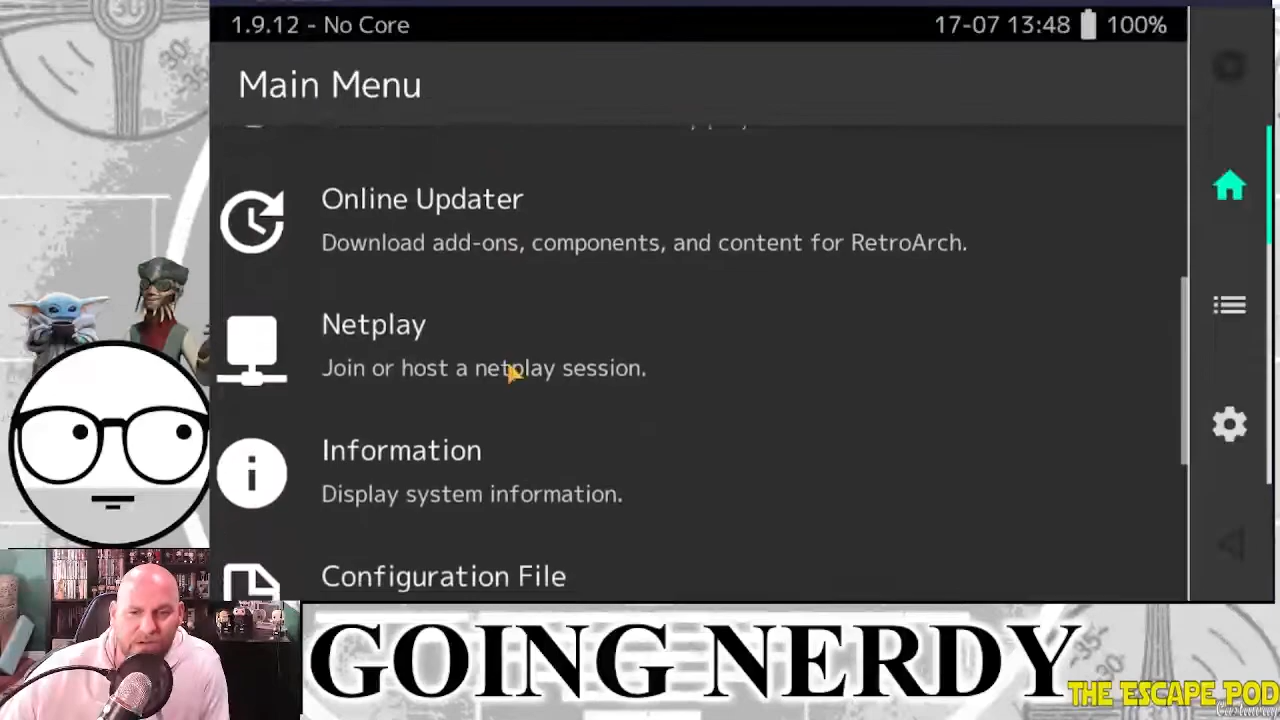 1.9.12 - No Core
17-07 13:48 100%
Main Menu
Online Updater
Download add-ons, components, and content for RetroArch.
Netplay
Join or host a netplay session.
Information
Display system information.
Configuration File
GOING NERDY
THE ESCAPE POD